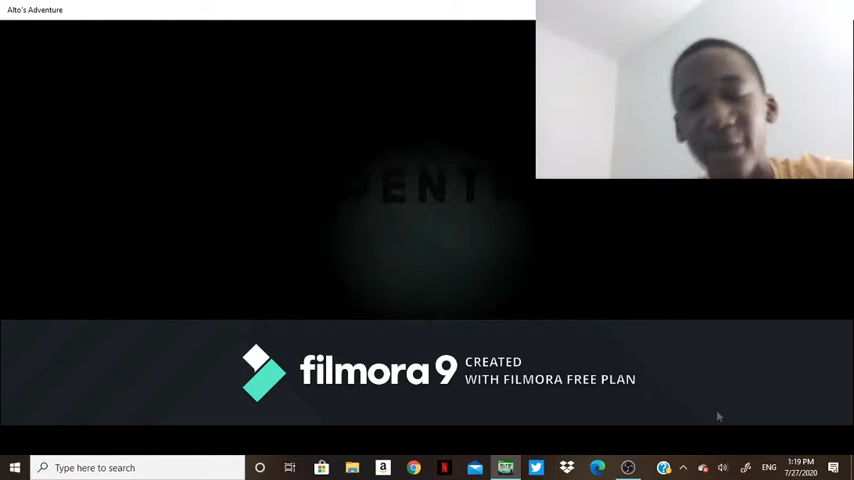 Alto's Adventure
DENT
filmora 9
CREATED
WITH FILMORA FREE PLAN
Type here to search
ENG
1:19 PM
7/27/2020